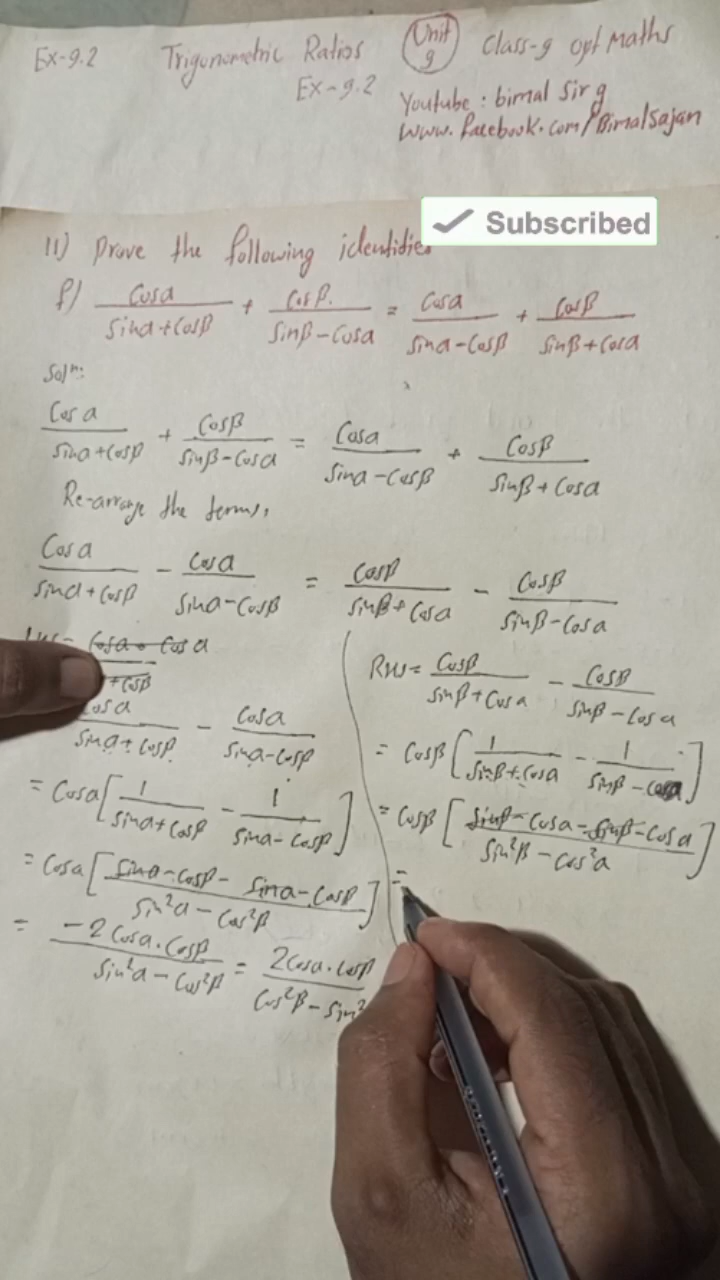 Ex-9.2 Trigonometric Ratios Unit 9 Class-9 opt Maths
Ex-9.2
Youtube : bimal Sir g
www.facebook.com/Bimalsajan
✓ Subscribed
11) Prove the following identities
f) Cosα/(Sinα+Cosβ) + Cosβ/(Sinβ-Cosα) = Cosα/(Sinα-Cosβ) + Cosβ/(Sinβ+Cosα)
Solⁿ:
Cosα/(Sinα+Cosβ) + Cosβ/(Sinβ-Cosα) = Cosα/(Sinα-Cosβ) + Cosβ/(Sinβ+Cosα)
Re-arrange the terms,
Cosα/(Sinα+Cosβ) - Cosα/(Sinα-Cosβ) = Cosβ/(Sinβ+Cosα) - Cosβ/(Sinβ-Cosα)
Cosα/(Sinα+Cosβ) - Cosα/(Sinα-Cosβ)
= Cosα[1/(Sinα+Cosβ) - 1/(Sinα-Cosβ)]
= Cosα[(Sinα-Cosβ-Sinα-Cosβ)/(Sin²α-Cos²β)]
= -2Cosα.Cosβ/(Sin²α-Cos²β) = 2Cosα.Cosβ/(Cos²β-Sin²
RHS = Cosβ/(Sinβ+Cosα) - Cosβ/(Sinβ-Cosα)
= Cosβ[1/(Sinβ+Cosα) - 1/(Sinβ-Cosα)]
= Cosβ[(Sinβ-Cosα-Sinβ-Cosα)/(Sin²β-Cos²α)]
=